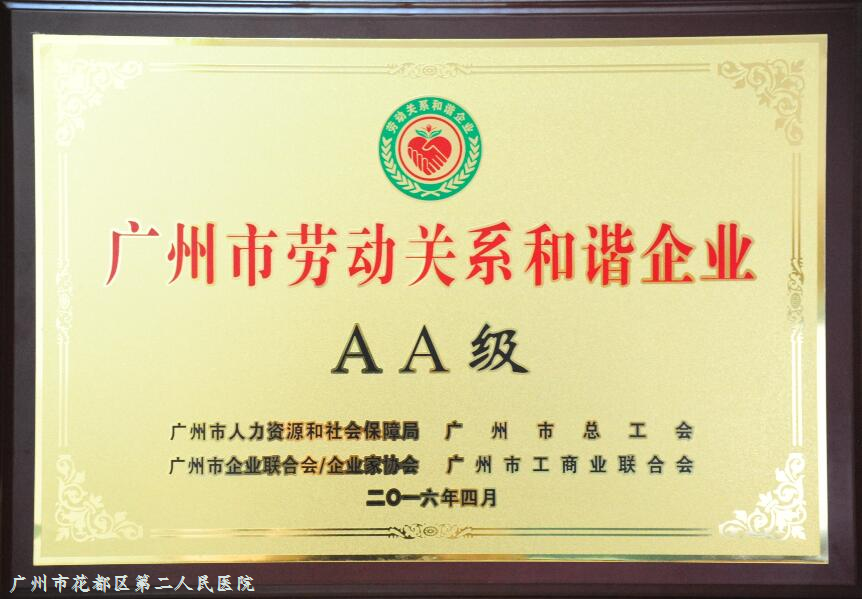 劳动关系和谐企业
广州市劳动关系和谐企业
AA级
广州市人力资源和社会保障局 广州市总工会
广州市企业联合会/企业家协会 广州市工商业联合会
二〇一六年四月
广州市花都区第二人民医院